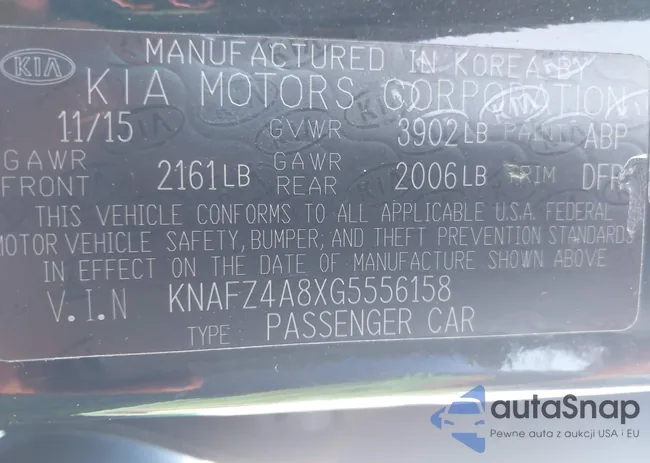 KIA MANUFACTURED IN KOREA BY
KIA MOTORS CORPORATION
11/15 GVWR 3902LB PAINT ABP
GAWR FRONT 2161LB GAWR REAR 2006LB TRIM DFR
THIS VEHICLE CONFORMS TO ALL APPLICABLE U.S.A. FEDERAL
MOTOR VEHICLE SAFETY, BUMPER, AND THEFT PREVENTION STANDARDS
IN EFFECT ON THE DATE OF MANUFACTURE SHOWN ABOVE
V.I.N KNAFZ4A8XG5556158
TYPE PASSENGER CAR
autaSnap
Pewne auta z aukcji USA i EU